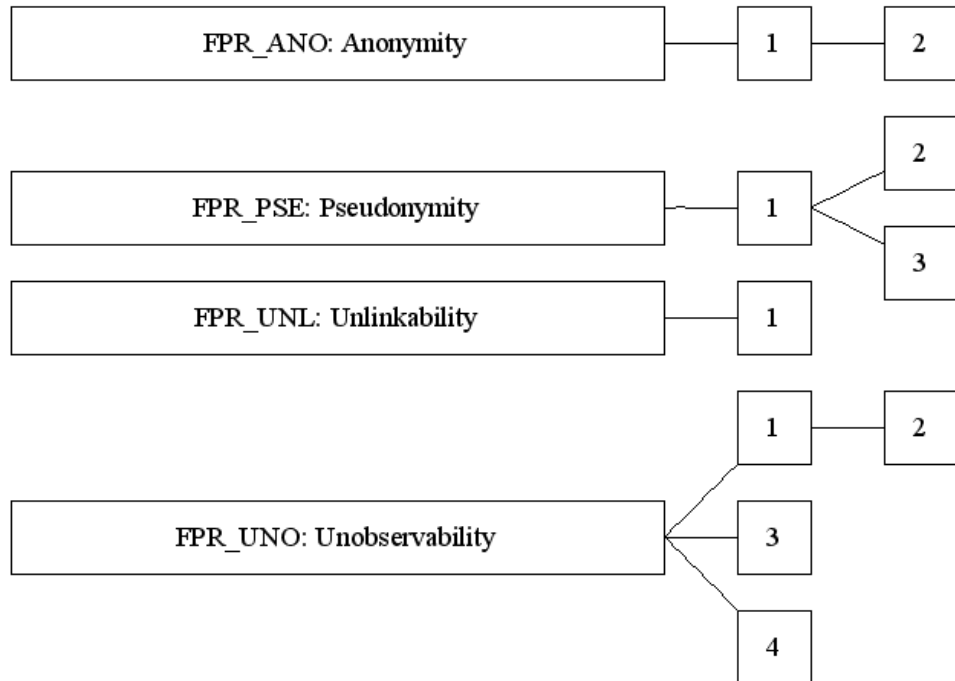 FPR_ANO: Anonymity 1 2
2
FPR_PSE: Pseudonymity 1
3
FPR_UNL: Unlinkability 1
1 2
FPR_UNO: Unobservability 3
4